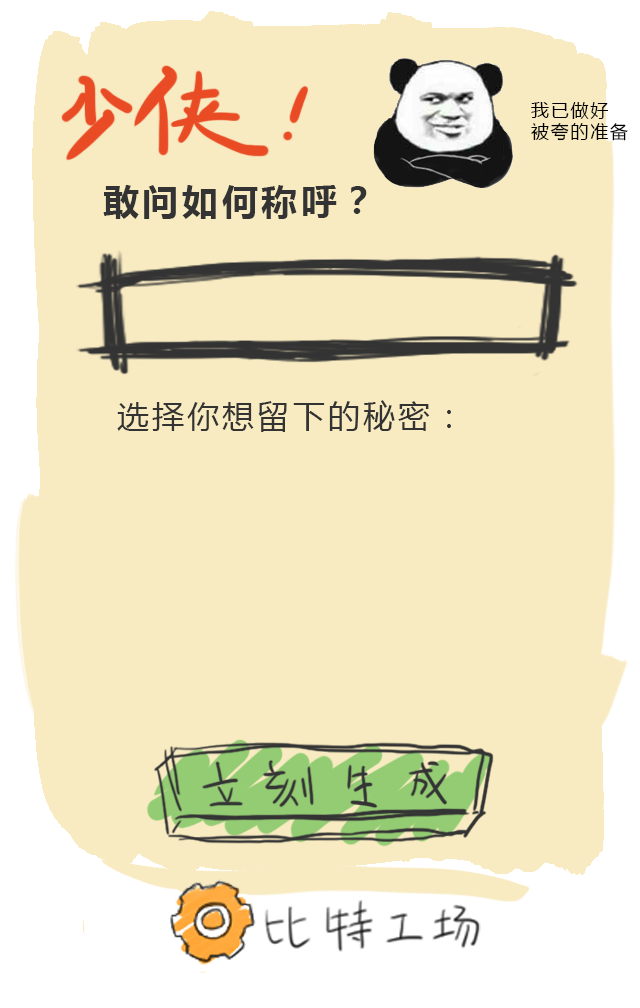 少侠！
我已做好
被夸的准备
敢问如何称呼？
选择你想留下的秘密：
立刻生成
比特工场